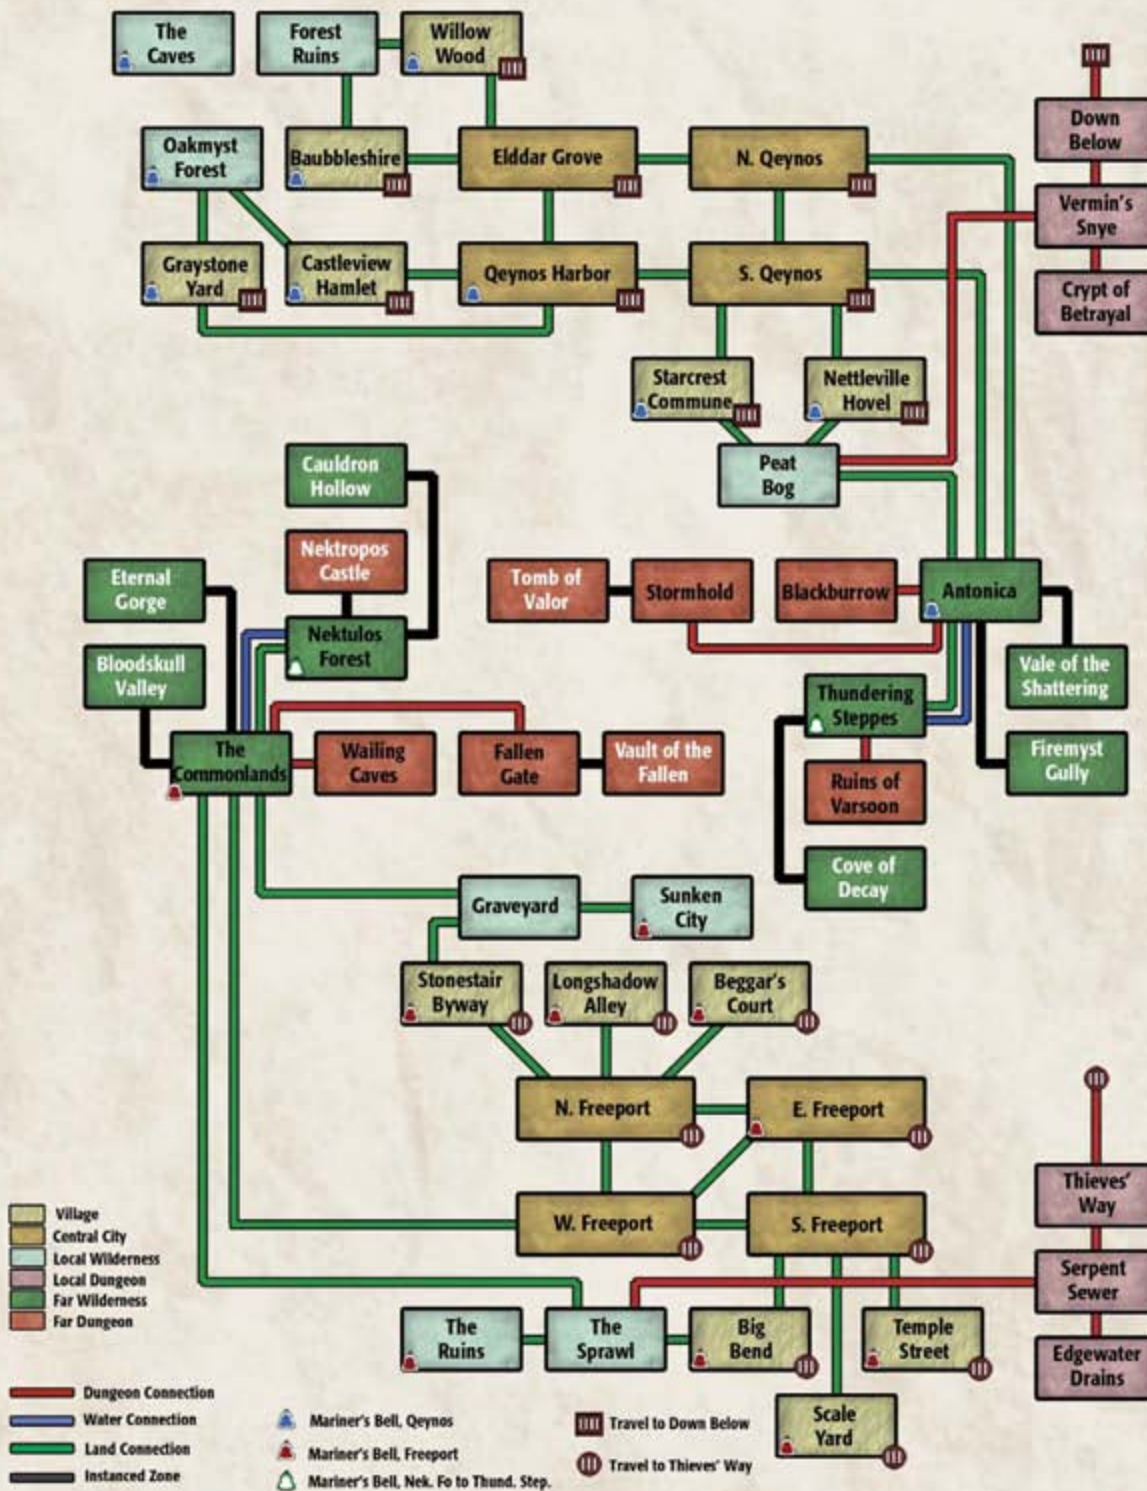 The
Caves
Forest
Ruins
Willow
Wood
Down
Below
Oakmyst
Forest
Baubbleshire
Elddar Grove
N. Qeynos
Vermin's
Snye
Graystone
Yard
Castleview
Hamlet
Qeynos Harbor
S. Qeynos
Crypt of
Betrayal
Starcrest
Commune
Nettleville
Hovel
Cauldron
Hollow
Peat
Bog
Nektropos
Castle
Eternal
Gorge
Tomb of
Valor
Stormhold
Blackburrow
Antonica
Nektulos
Forest
Bloodskull
Valley
Vale of the
Shattering
Thundering
Steppes
The
Commonlands
Wailing
Caves
Fallen
Gate
Vault of the
Fallen
Firemyst
Gully
Ruins of
Varsoon
Cove of
Decay
Graveyard
Sunken
City
Stonestair
Byway
Longshadow
Alley
Beggar's
Court
N. Freeport
E. Freeport
Thieves'
Way
W. Freeport
S. Freeport
Serpent
Sewer
The
Ruins
The
Sprawl
Big
Bend
Temple
Street
Edgewater
Drains
Scale
Yard
Village
Central City
Local Wilderness
Local Dungeon
Far Wilderness
Far Dungeon
Dungeon Connection
Water Connection
Land Connection
Instanced Zone
Mariner's Bell, Qeynos
Mariner's Bell, Freeport
Mariner's Bell, Nek. Fo to Thund. Step.
Travel to Down Below
Travel to Thieves' Way